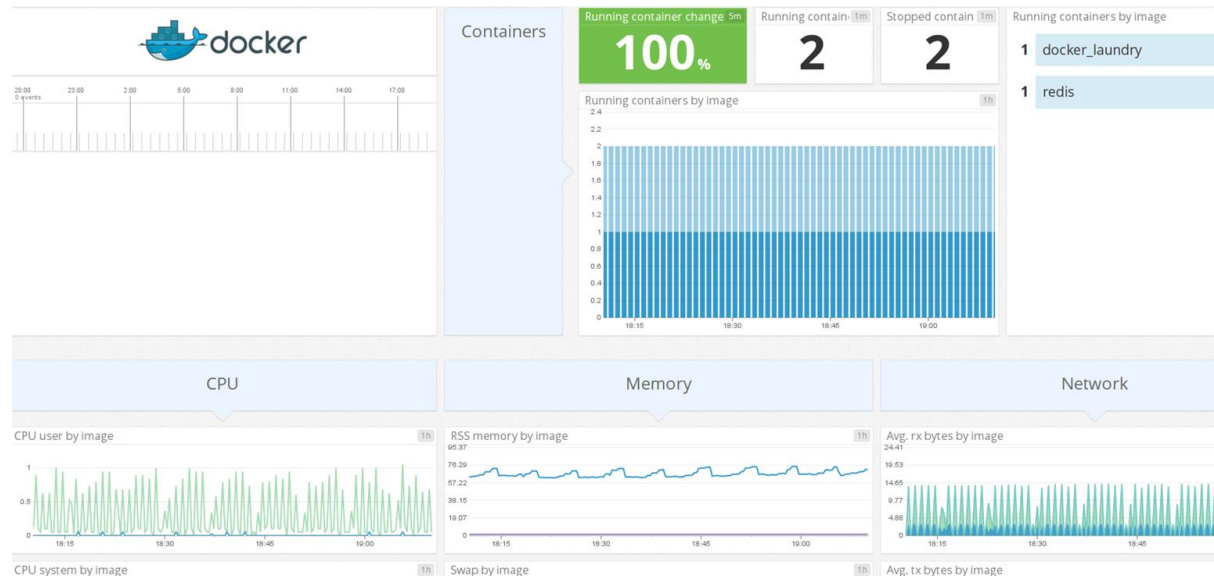 docker
20:00 23:00 2:00 5:00 8:00 11:00 14:00 17:00
0 events
Containers
Running container change 5m
100%
Running contain 1m
2
Stopped contain 1m
2
Running containers by image
1 docker_laundry
1 redis
Running containers by image 1h
2.4
2.2
2
1.8
1.6
1.4
1.2
1
0.8
0.6
0.4
0.2
0
18:15 18:30 18:45 19:00
CPU
Memory
Network
CPU user by image 1h
1
0.5
0
18:15 18:30 18:45 19:00
RSS memory by image 1h
95.37
76.29
57.22
38.15
19.07
0
18:15 18:30 18:45 19:00
Avg. rx bytes by image
24.41
19.53
14.65
9.77
4.88
0
18:15 18:30 18:45
CPU system by image 1h
Swap by image 1h
Avg. tx bytes by image